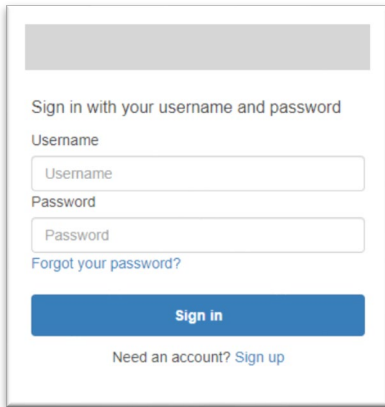 Sign in with your username and password
Username
Username
Password
Password
Forgot your password?
Sign in
Need an account? Sign up